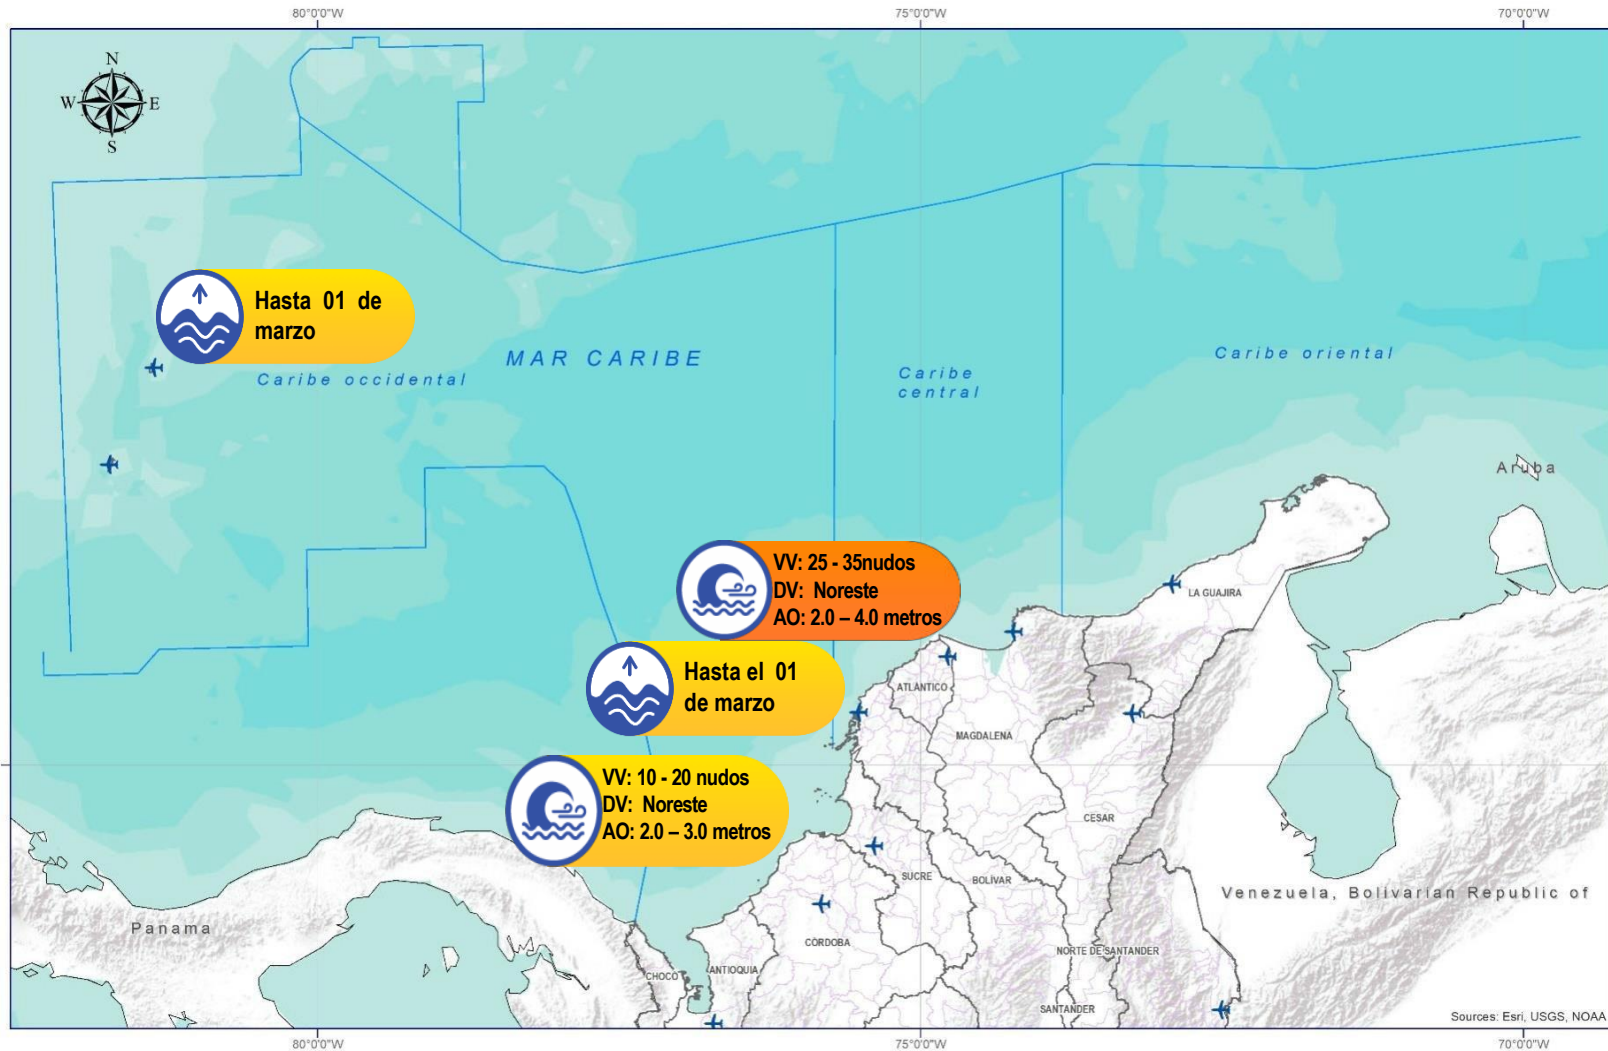 80°0'0"W
75°0'0"W
70°0'0"W
N
W
E
S
Hasta 01 de
marzo
MAR CARIBE
Caribe occidental
Caribe
central
Caribe oriental
Aruba
VV: 25 - 35nudos
DV: Noreste
AO: 2.0 – 4.0 metros
LA GUAJIRA
Hasta el 01
de marzo
ATLÁNTICO
MAGDALENA
VV: 10 - 20 nudos
DV: Noreste
AO: 2.0 – 3.0 metros
CESAR
SUCRE
BOLÍVAR
Venezuela, Bolivarian Republic of
Panama
CÓRDOBA
NORTE DE SANTANDER
CHOCÓ
ANTIOQUIA
SANTANDER
Sources: Esri, USGS, NOAA
80°0'0"W
75°0'0"W
70°0'0"W